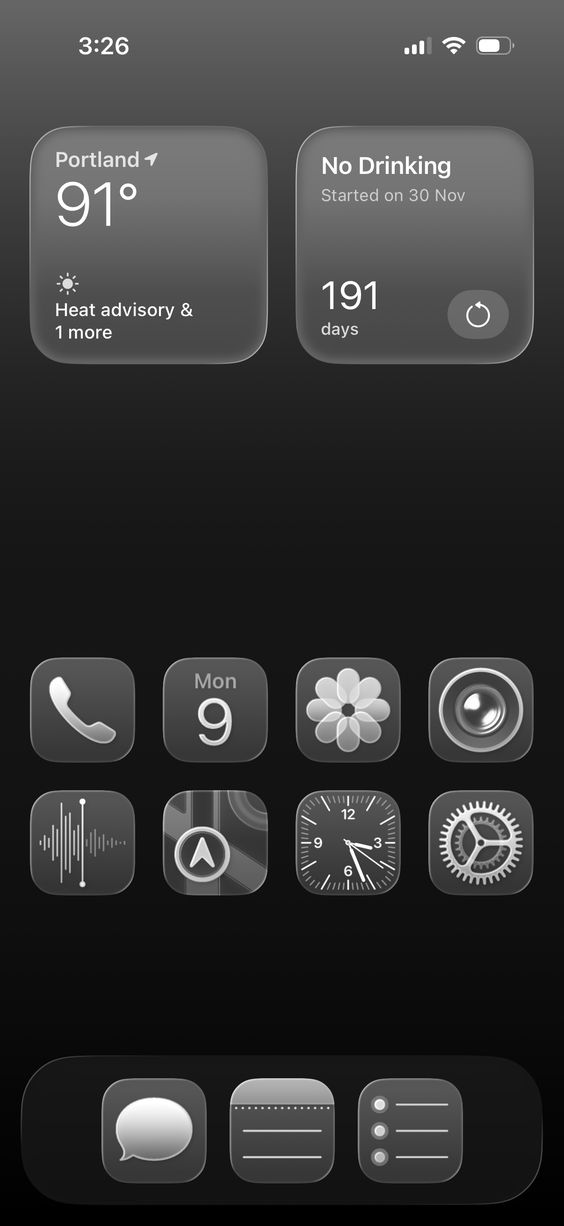 3:26
Portland
91°
Heat advisory &
1 more
No Drinking
Started on 30 Nov
191
days
Mon
9
12
9
3
6